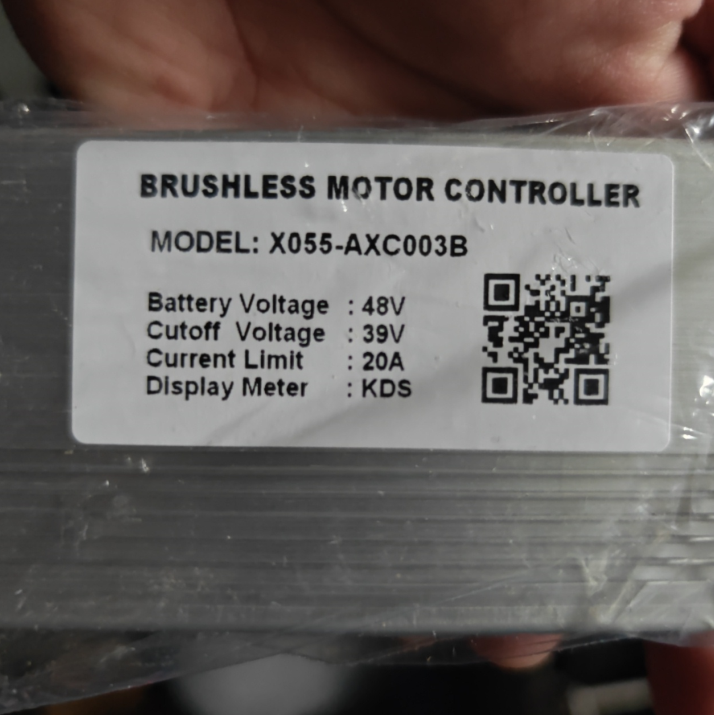 BRUSHLESS MOTOR CONTROLLER
MODEL: X055-AXC003B
Battery Voltage : 48V
Cutoff Voltage : 39V
Current Limit : 20A
Display Meter : KDS